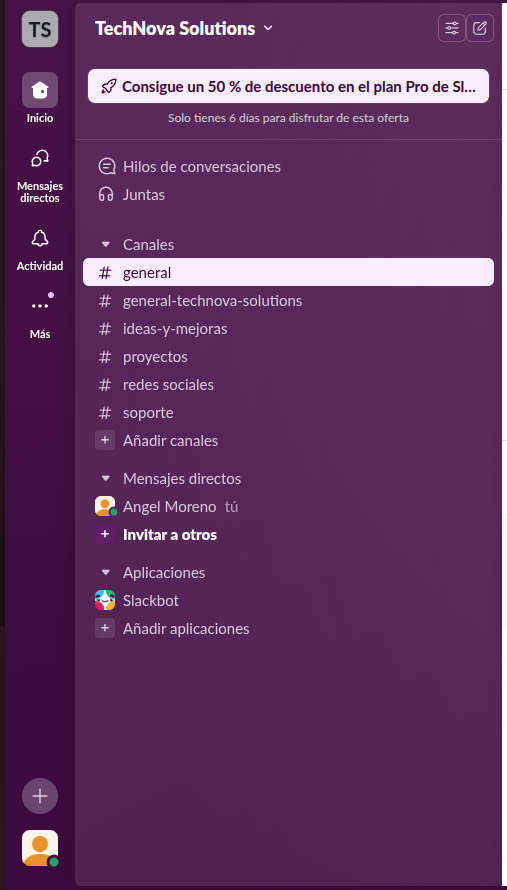 TS
Inicio
Mensajes
directos
Actividad
Más
TechNova Solutions
Consigue un 50 % de descuento en el plan Pro de Sl...
Solo tienes 6 días para disfrutar de esta oferta
Hilos de conversaciones
Juntas
Canales
# general
# general-technova-solutions
# ideas-y-mejoras
# proyectos
# redes sociales
# soporte
+ Añadir canales
Mensajes directos
Angel Moreno tú
+ Invitar a otros
Aplicaciones
Slackbot
+ Añadir aplicaciones